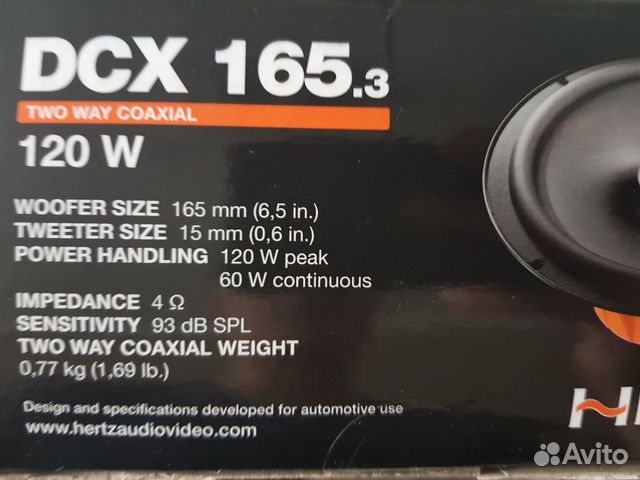 DCX 165.3
TWO WAY COAXIAL
120 W
WOOFER SIZE 165 mm (6,5 in.)
TWEETER SIZE 15 mm (0,6 in.)
POWER HANDLING 120 W peak
60 W continuous
IMPEDANCE 4 Ω
SENSITIVITY 93 dB SPL
TWO WAY COAXIAL WEIGHT
0,77 kg (1,69 lb.)
Design and specifications developed for automotive use
www.hertzaudiovideo.com
Avito